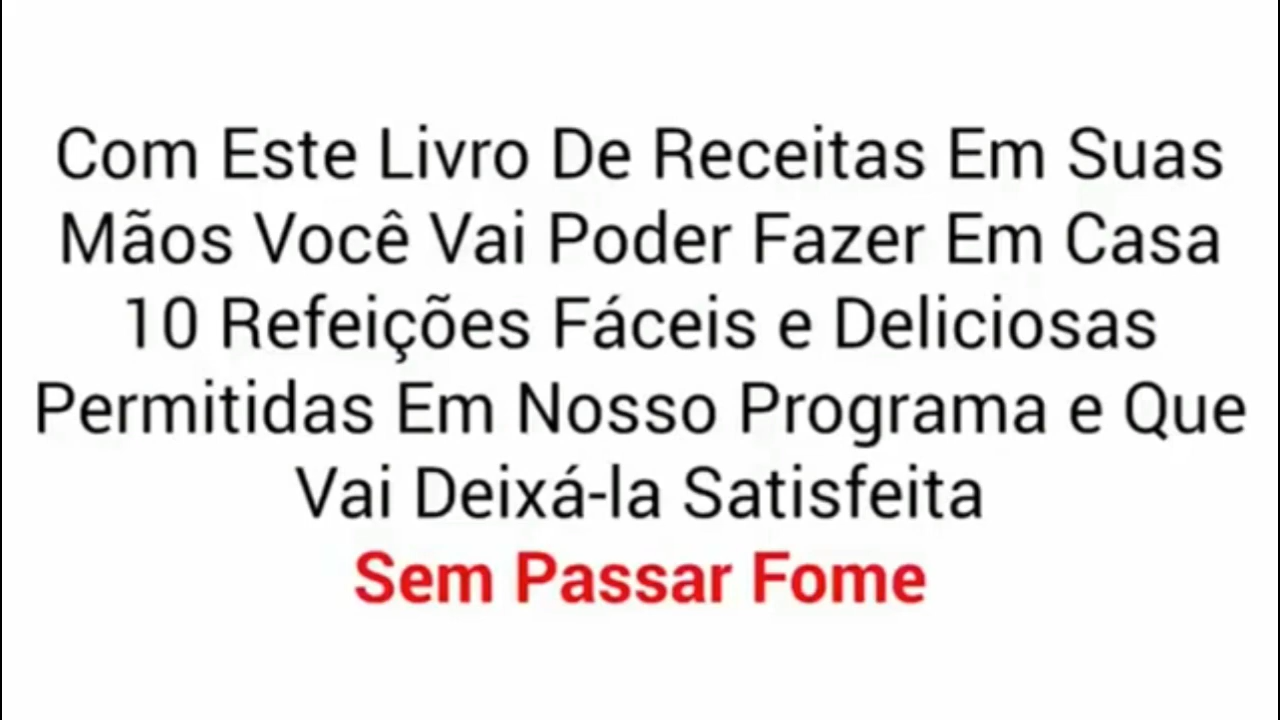 Com Este Livro De Receitas Em Suas
Mãos Você Vai Poder Fazer Em Casa
10 Refeições Fáceis e Deliciosas
Permitidas Em Nosso Programa e Que
Vai Deixá-la Satisfeita
Sem Passar Fome